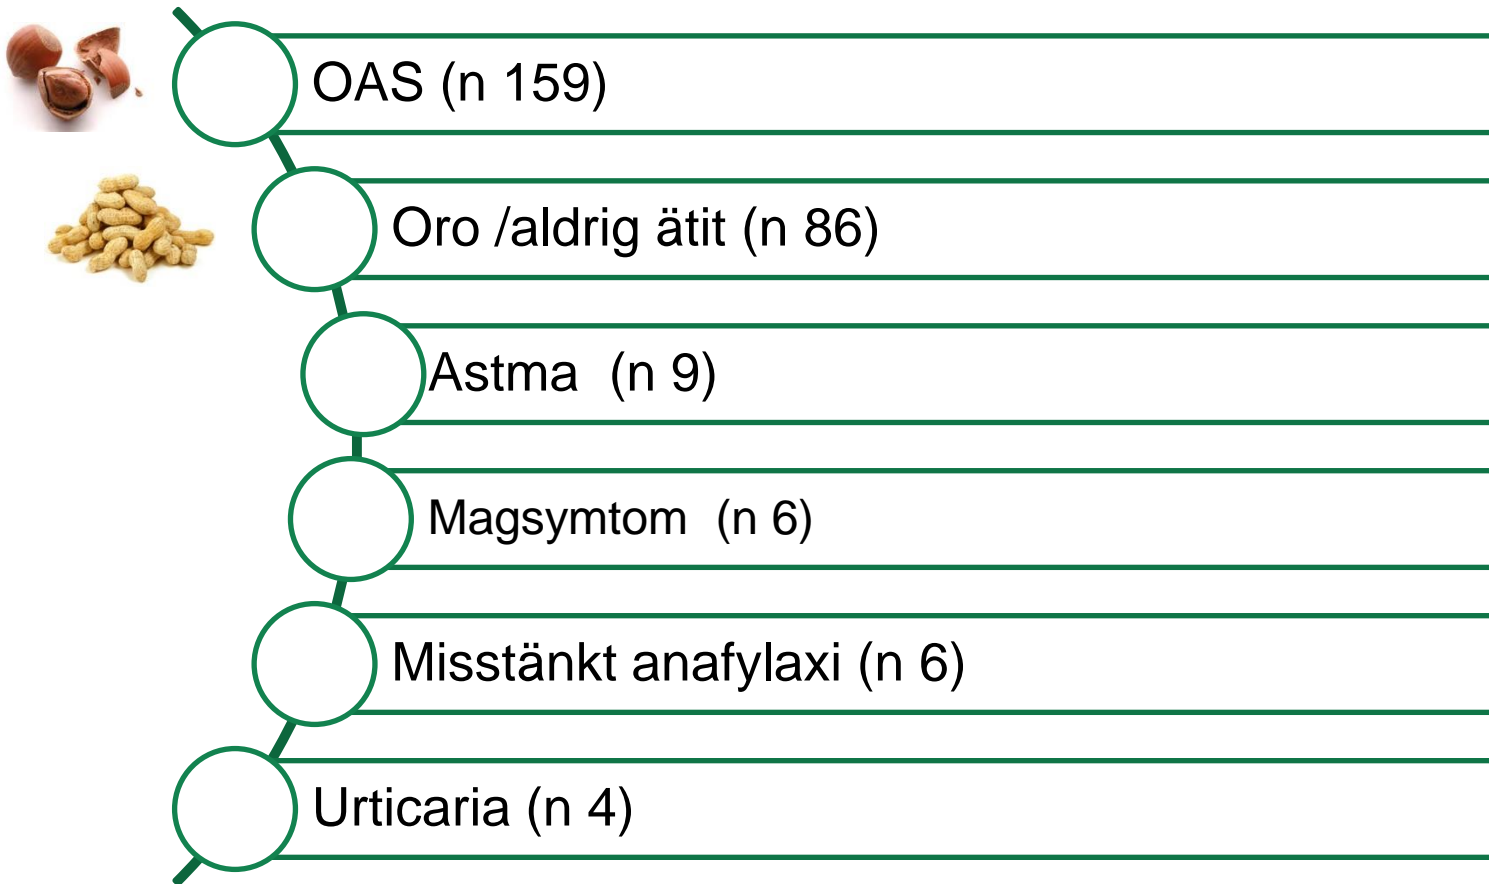 OAS (n 159)
Oro /aldrig ätit (n 86)
Astma  (n 9)
Magsymtom  (n 6)
Misstänkt anafylaxi (n 6)
Urticaria (n 4)